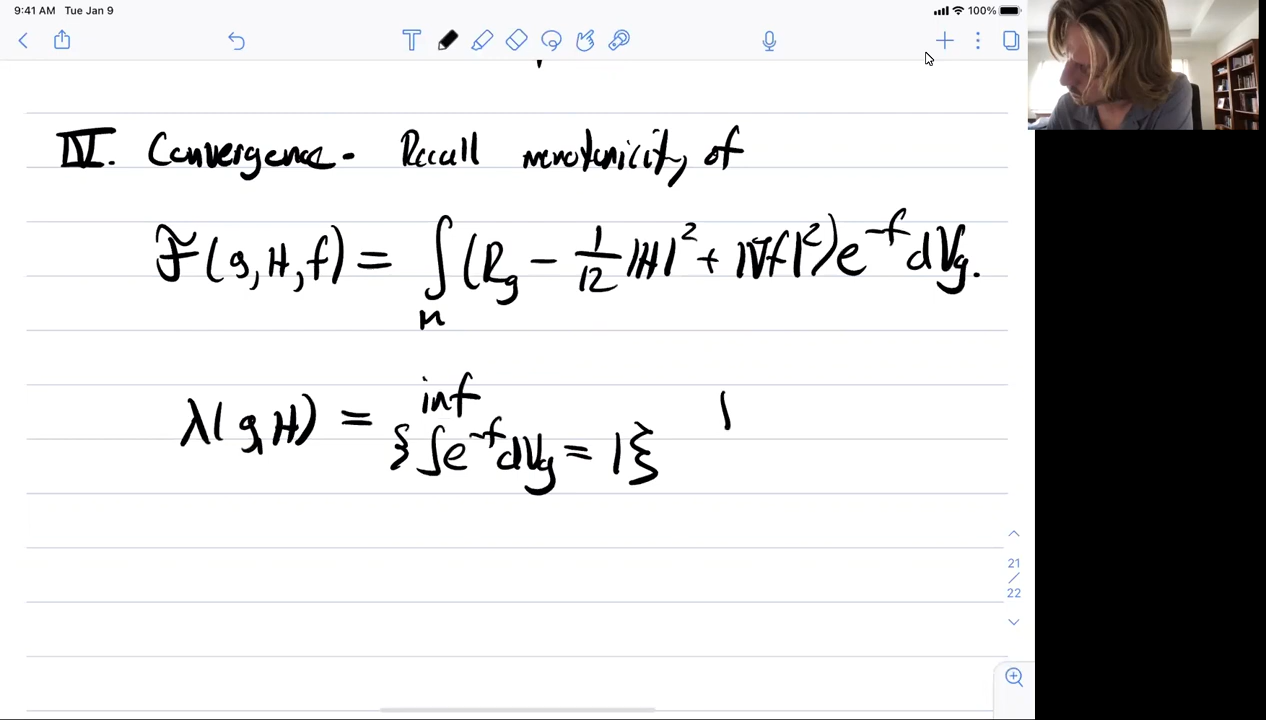 9:41 AM Tue Jan 9
100%
IV. Convergence - Recall monotonicity of
F(g,H,f) = ∫_M (R_g - 1/12 |H|² + |∇f|²) e^{-f} dV_g.
λ(g,H) = inf_{{∫e^{-f} dV_g = 1}}
21
/
22